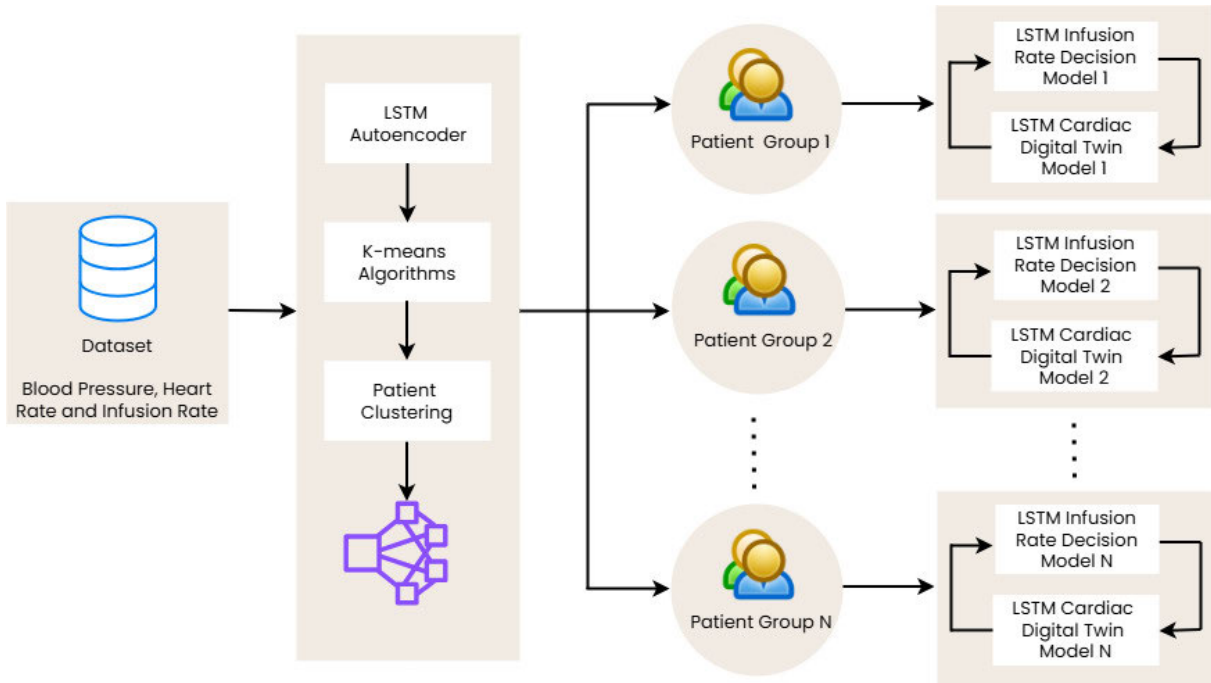 Dataset
Blood Pressure, Heart
Rate and Infusion Rate
LSTM
Autoencoder
K-means
Algorithms
Patient
Clustering
Patient Group 1
LSTM Infusion
Rate Decision
Model 1
LSTM Cardiac
Digital Twin
Model 1
Patient Group 2
LSTM Infusion
Rate Decision
Model 2
LSTM Cardiac
Digital Twin
Model 2
Patient Group N
LSTM Infusion
Rate Decision
Model N
LSTM Cardiac
Digital Twin
Model N